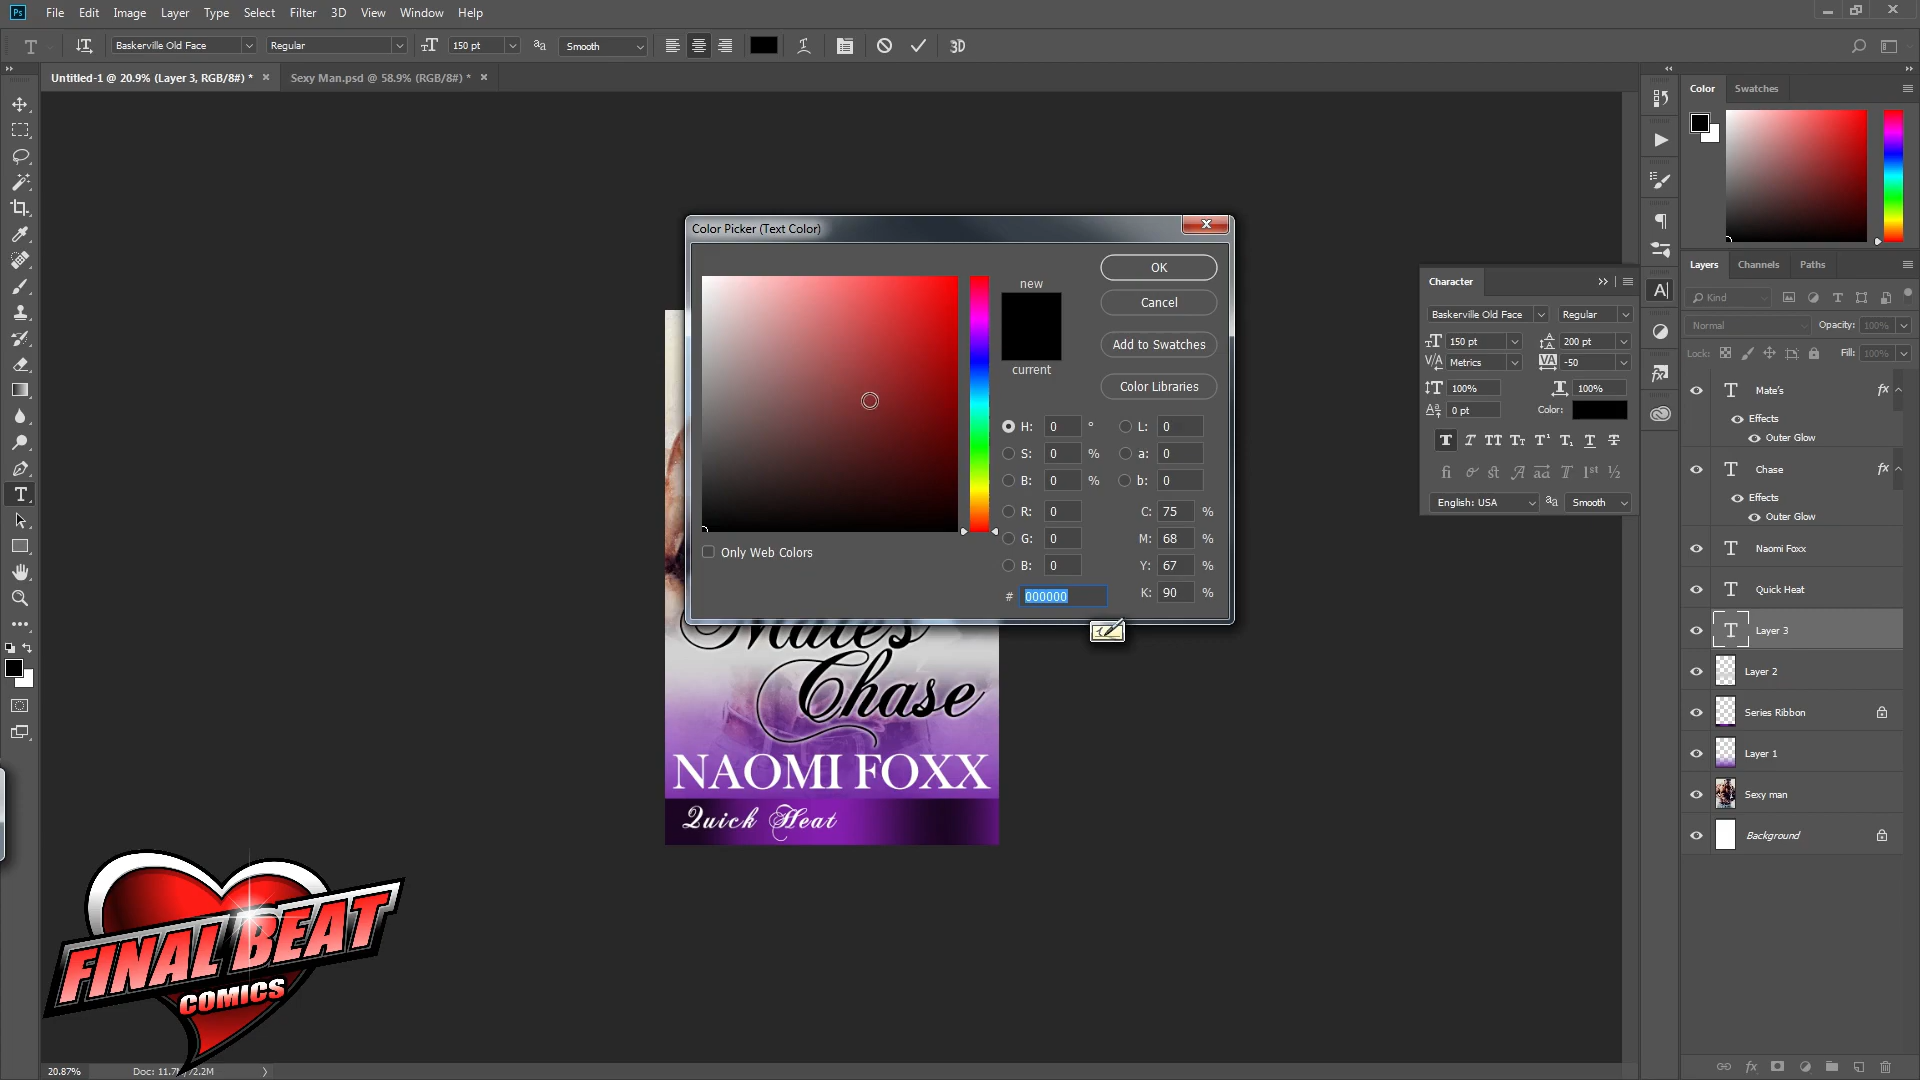 Ps File Edit Image Layer Type Select Filter 3D View Window Help
Baskerville Old Face Regular 150 pt Smooth 3D
Untitled-1 @ 20.9% (Layer 3, RGB/8#) * × Sexy Man.psd @ 58.9% (RGB/8#) * ×
Color Swatches
Color Picker (Text Color)
new
current
OK
Cancel
Add to Swatches
Color Libraries
H: 0 ° L: 0
S: 0 % a: 0
B: 0 % b: 0
R: 0 C: 75 %
G: 0 M: 68 %
B: 0 Y: 67 %
# 000000 K: 90 %
Only Web Colors
Character
Baskerville Old Face Regular
150 pt 200 pt
Metrics -50
100% 100%
0 pt Color:
English: USA Smooth
Layers Channels Paths
Kind
Normal Opacity: 100%
Lock: Fill: 100%
Mate's fx
Effects
Outer Glow
Chase fx
Effects
Outer Glow
Naomi Foxx
Quick Heat
Layer 3
Layer 2
Series Ribbon
Layer 1
Sexy man
Background
Mate's
Chase
NAOMI FOXX
Quick Heat
FINAL BEAT
COMICS
20.87% Doc: 11.7M/72.2M